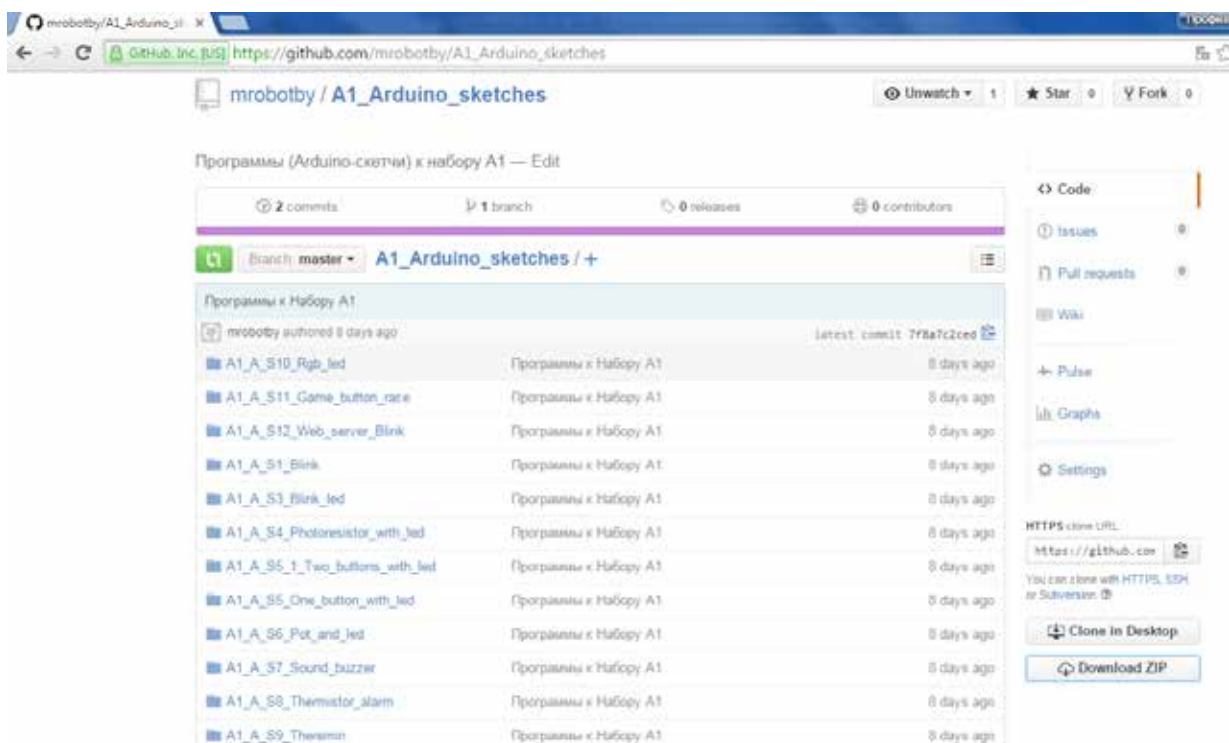 mrobotby/A1_Arduino_sk
GitHub, Inc. [US] https://github.com/mrobotby/A1_Arduino_sketches
mrobotby / A1_Arduino_sketches
Unwatch 1
Star 0
Fork 0
Программы (Arduino-скетчи) к набору А1 — Edit
2 commits
1 branch
0 releases
0 contributors
Branch: master
A1_Arduino_sketches / +
Программы к Набору А1
mrobotby authored 8 days ago
latest commit 7f8a7c2ced
A1_A_S10_Rgb_led Программы к Набору А1 8 days ago
A1_A_S11_Game_button_race Программы к Набору А1 8 days ago
A1_A_S12_Web_server_Blink Программы к Набору А1 8 days ago
A1_A_S1_Blink Программы к Набору А1 8 days ago
A1_A_S3_Blink_led Программы к Набору А1 8 days ago
A1_A_S4_Photoresistor_with_led Программы к Набору А1 8 days ago
A1_A_S5_1_Two_buttons_with_led Программы к Набору А1 8 days ago
A1_A_S5_One_button_with_led Программы к Набору А1 8 days ago
A1_A_S6_Pot_and_led Программы к Набору А1 8 days ago
A1_A_S7_Sound_buzzer Программы к Набору А1 8 days ago
A1_A_S8_Thermistor_alarm Программы к Набору А1 8 days ago
A1_A_S9_Theremin Программы к Набору А1 8 days ago
Code
Issues 0
Pull requests 0
Wiki
Pulse
Graphs
Settings
HTTPS clone URL
https://github.com
You can clone with HTTPS, SSH
or Subversion.
Clone in Desktop
Download ZIP